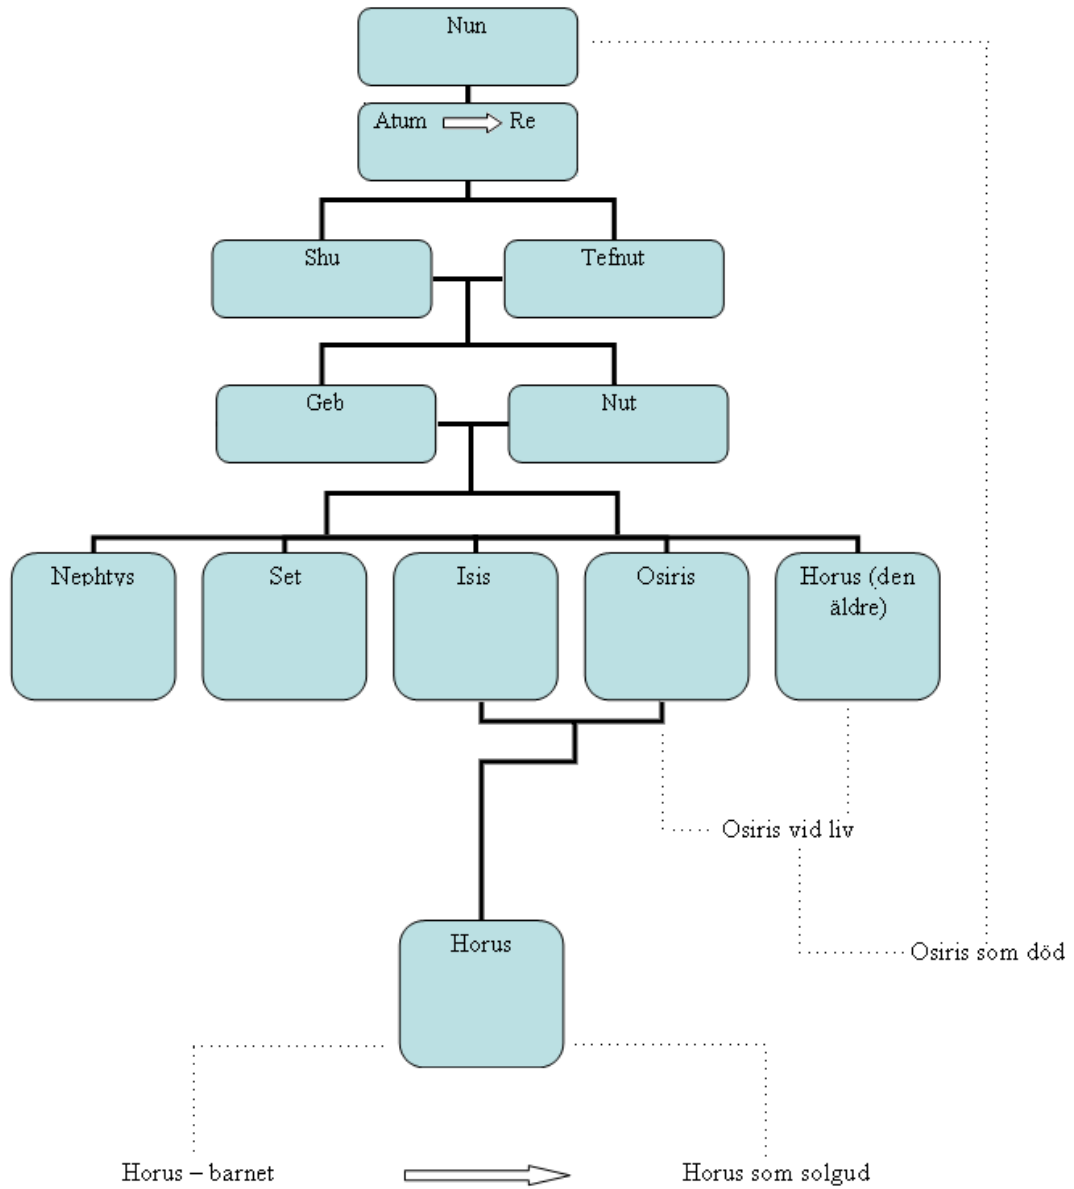 Nun
Atum Re
Shu
Tefnut
Geb
Nut
Nephtys
Set
Isis
Osiris
Horus (den
äldre)
Osiris vid liv
Osiris som död
Horus
Horus – barnet
Horus som solgud